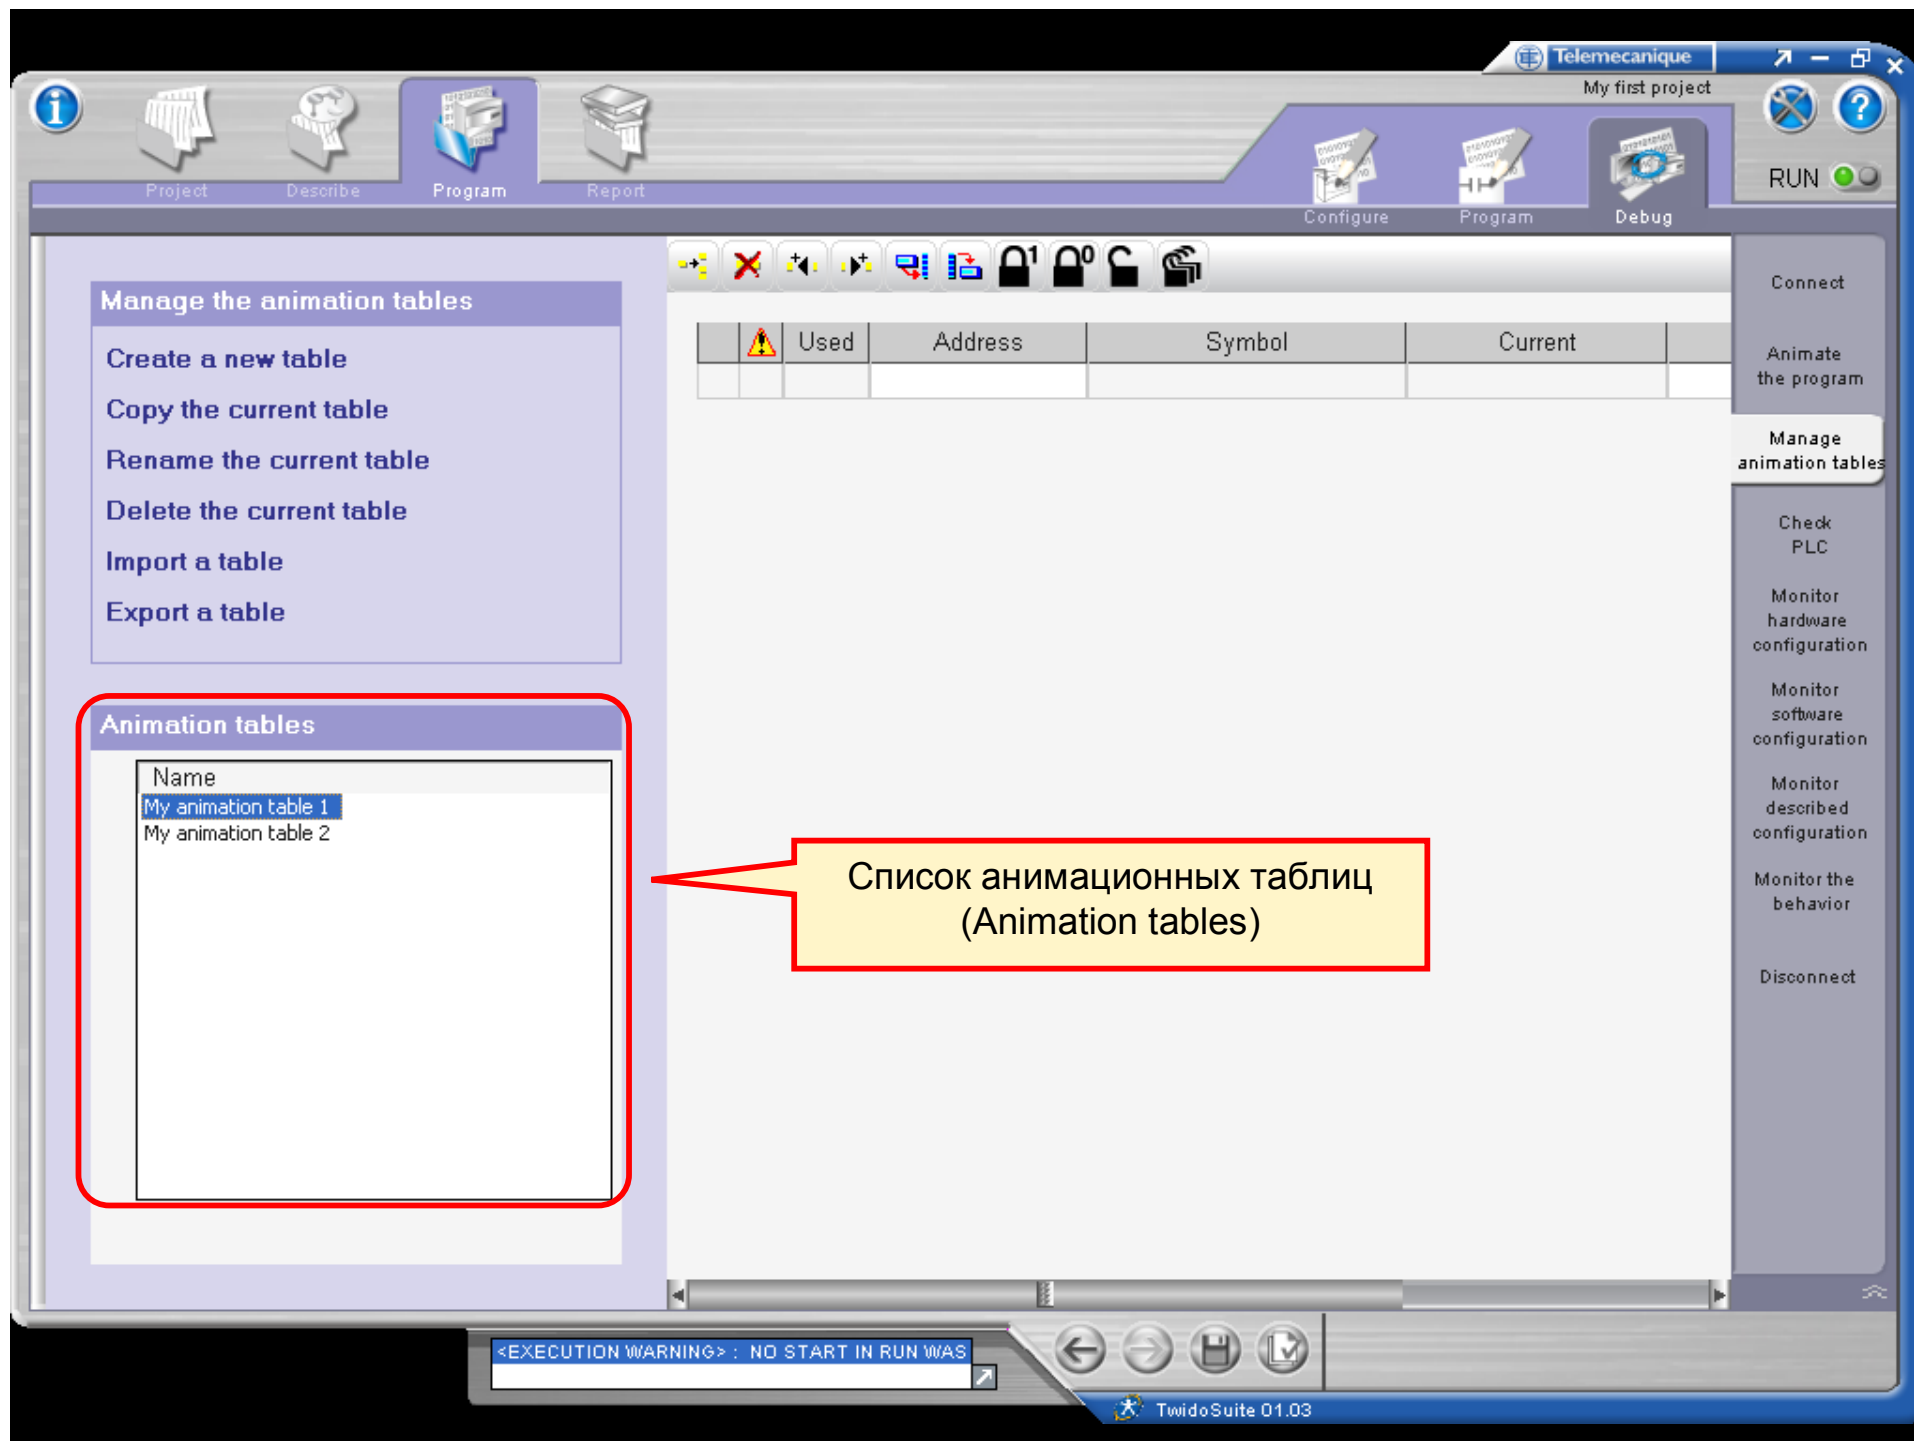 Telemecanique
My first project
Project
Describe
Program
Report
Configure
Program
Debug
RUN
Manage the animation tables
Create a new table
Copy the current table
Rename the current table
Delete the current table
Import a table
Export a table
Animation tables
Name
My animation table 1
My animation table 2
Used
Address
Symbol
Current
Список анимационных таблиц
(Animation tables)
Connect
Animate
the program
Manage
animation tables
Check
PLC
Monitor
hardware
configuration
Monitor
software
configuration
Monitor
described
configuration
Monitor the
behavior
Disconnect
<EXECUTION WARNING> : NO START IN RUN WAS
TwidoSuite 01.03